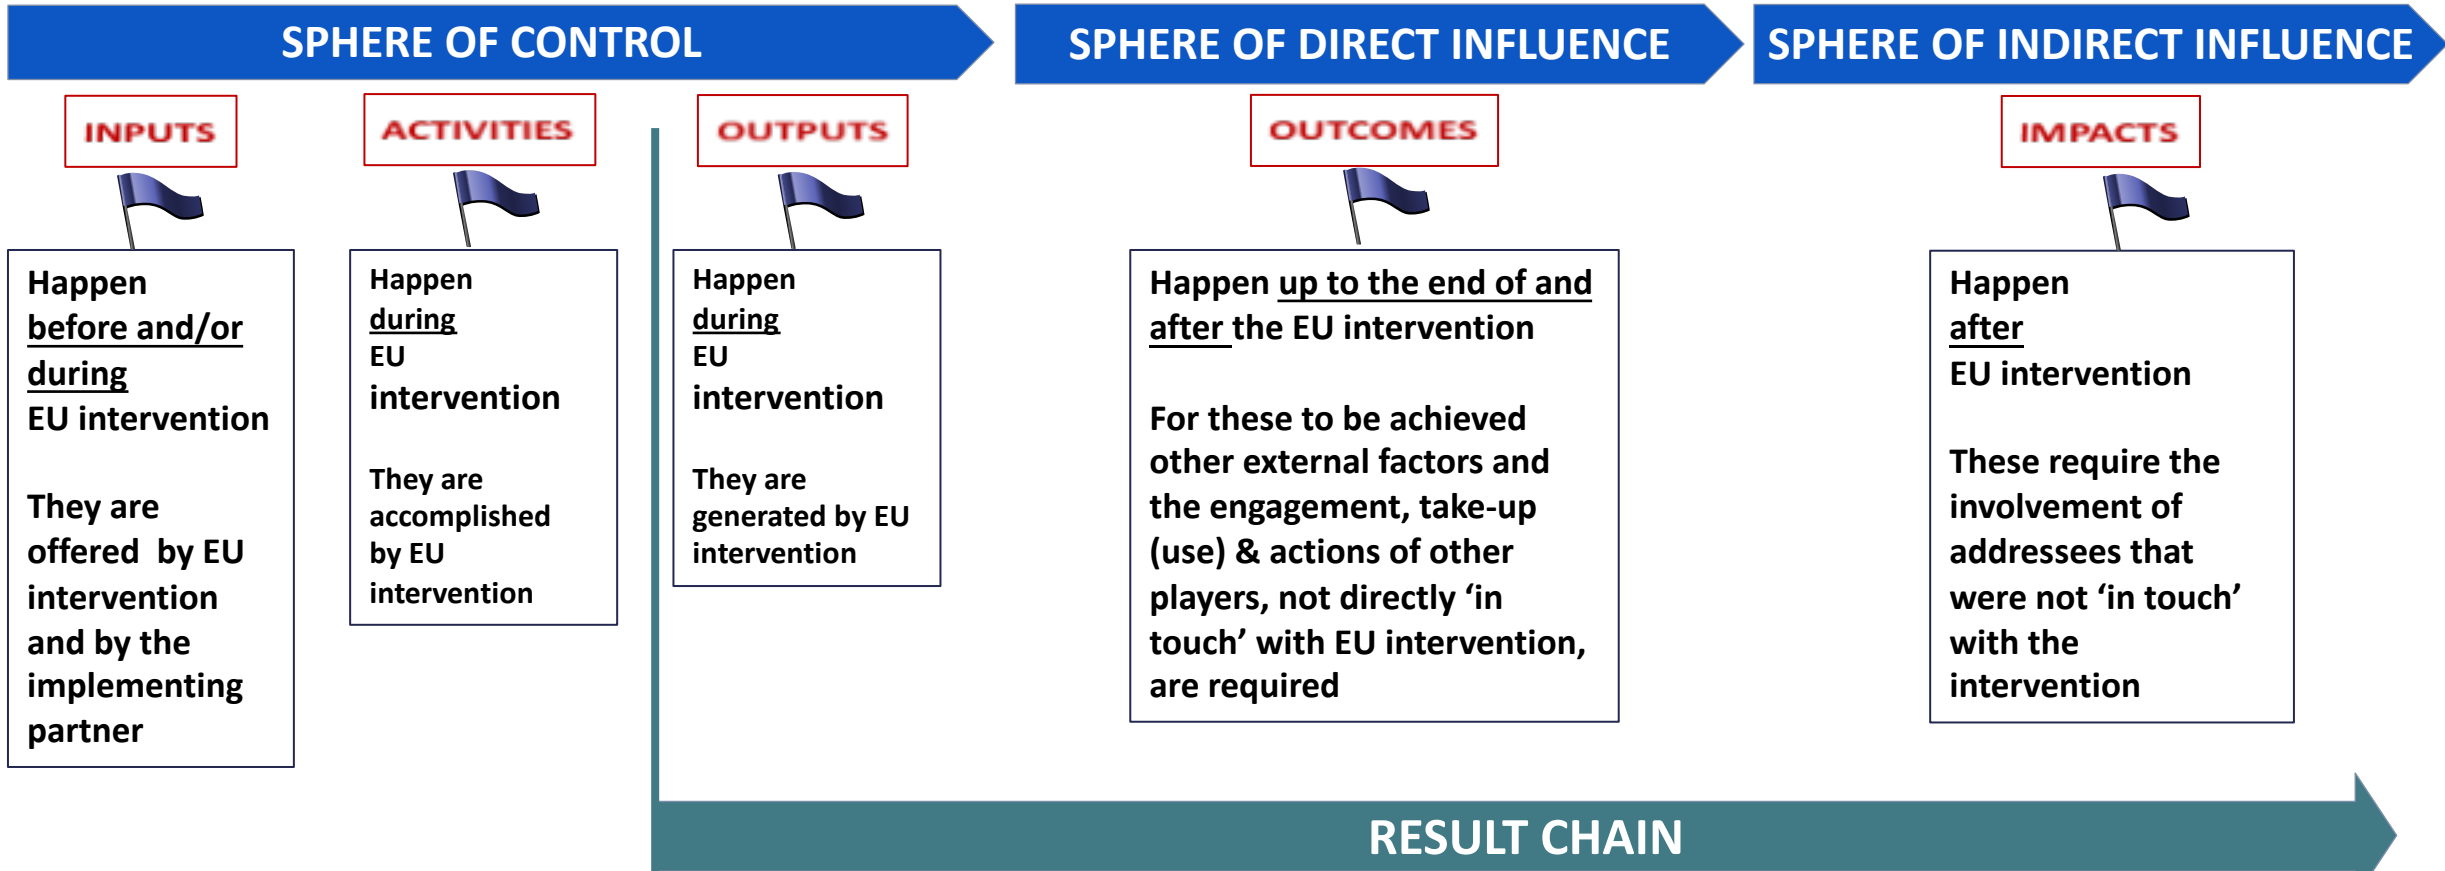 SPHERE OF CONTROL
SPHERE OF DIRECT INFLUENCE
SPHERE OF INDIRECT INFLUENCE
INPUTS
ACTIVITIES
OUTPUTS
OUTCOMES
IMPACTS
Happen
before and/or
during
EU intervention
They are
offered by EU
intervention
and by the
implementing
partner
Happen
during
EU
intervention
They are
accomplished
by EU
intervention
Happen
during
EU
intervention
They are
generated by EU
intervention
Happen up to the end of and
after the EU intervention
For these to be achieved
other external factors and
the engagement, take-up
(use) & actions of other
players, not directly ‘in
touch’ with EU intervention,
are required
Happen
after
EU intervention
These require the
involvement of
addressees that
were not ‘in touch’
with the
intervention
RESULT CHAIN